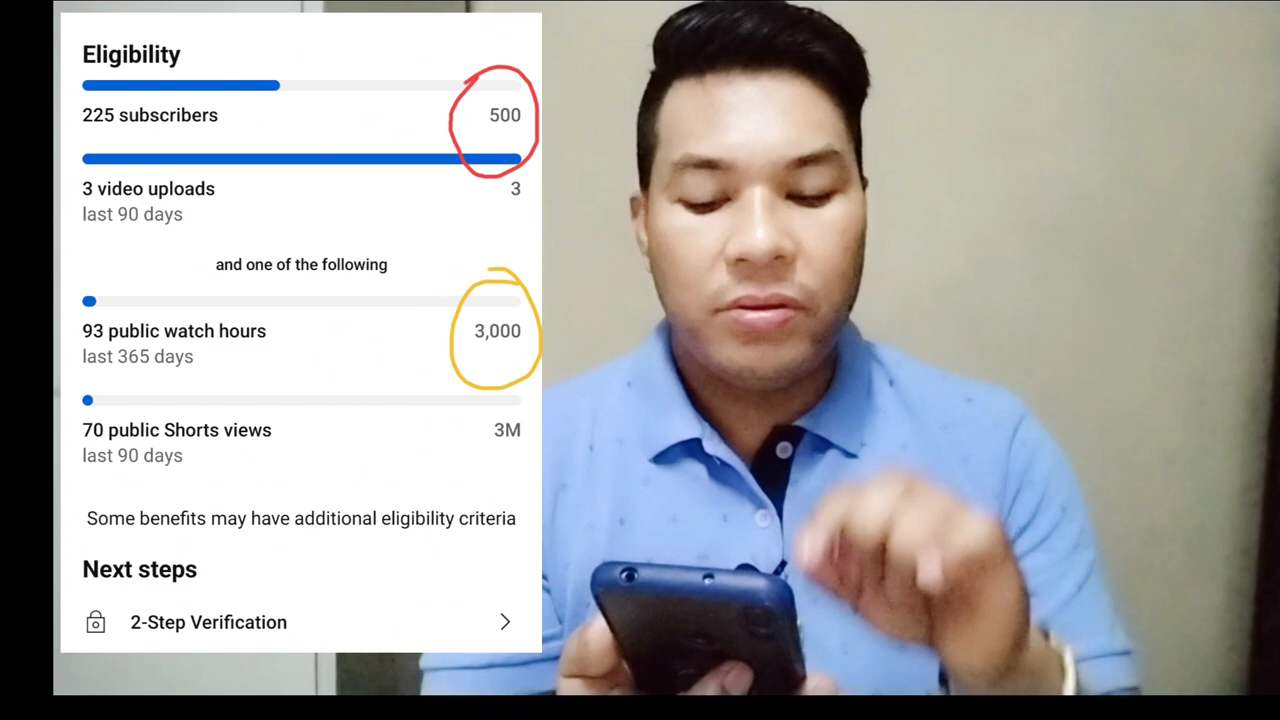 Eligibility
225 subscribers 500
3 video uploads 3
last 90 days
and one of the following
93 public watch hours 3,000
last 365 days
70 public Shorts views 3M
last 90 days
Some benefits may have additional eligibility criteria
Next steps
2-Step Verification